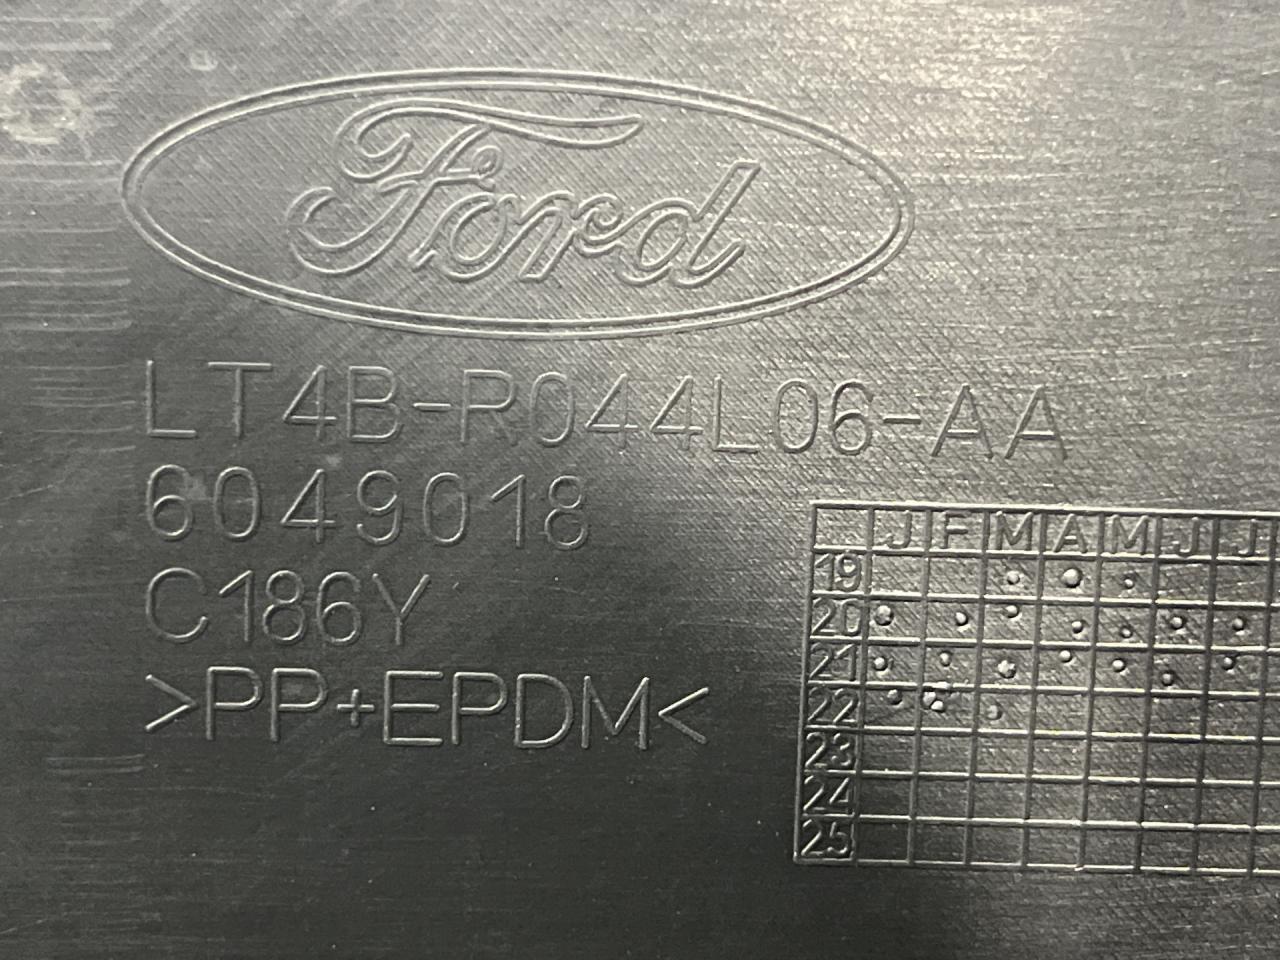 Ford
LT4B-R044L06-AA
6049018
C186Y
>PP+EPDM<
J F M A M J J
19
20
21
22
23
24
25